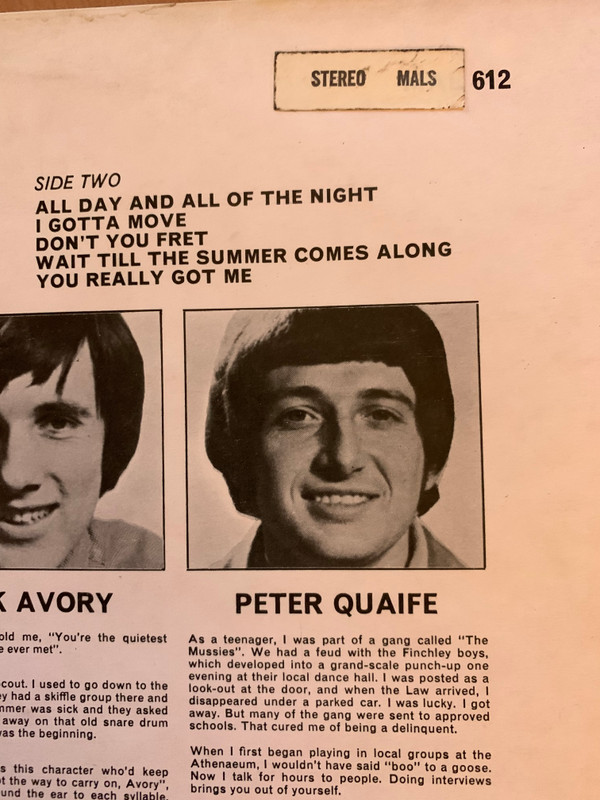 STEREO MALS 612
SIDE TWO
ALL DAY AND ALL OF THE NIGHT
I GOTTA MOVE
DON'T YOU FRET
WAIT TILL THE SUMMER COMES ALONG
YOU REALLY GOT ME
K AVORY
old me, "You're the quietest
e ever met".
cout. I used to go down to the
ey had a skiffle group there and
mmer was sick and they asked
away on that old snare drum
was the beginning.
s this character who'd keep
ot the way to carry on, Avory",
und the ear to each syllable.
PETER QUAIFE
As a teenager, I was part of a gang called "The
Mussies". We had a feud with the Finchley boys,
which developed into a grand-scale punch-up one
evening at their local dance hall. I was posted as a
look-out at the door, and when the Law arrived, I
disappeared under a parked car. I was lucky. I got
away. But many of the gang were sent to approved
schools. That cured me of being a delinquent.
When I first began playing in local groups at the
Athenaeum, I wouldn't have said "boo" to a goose.
Now I talk for hours to people. Doing interviews
brings you out of yourself.